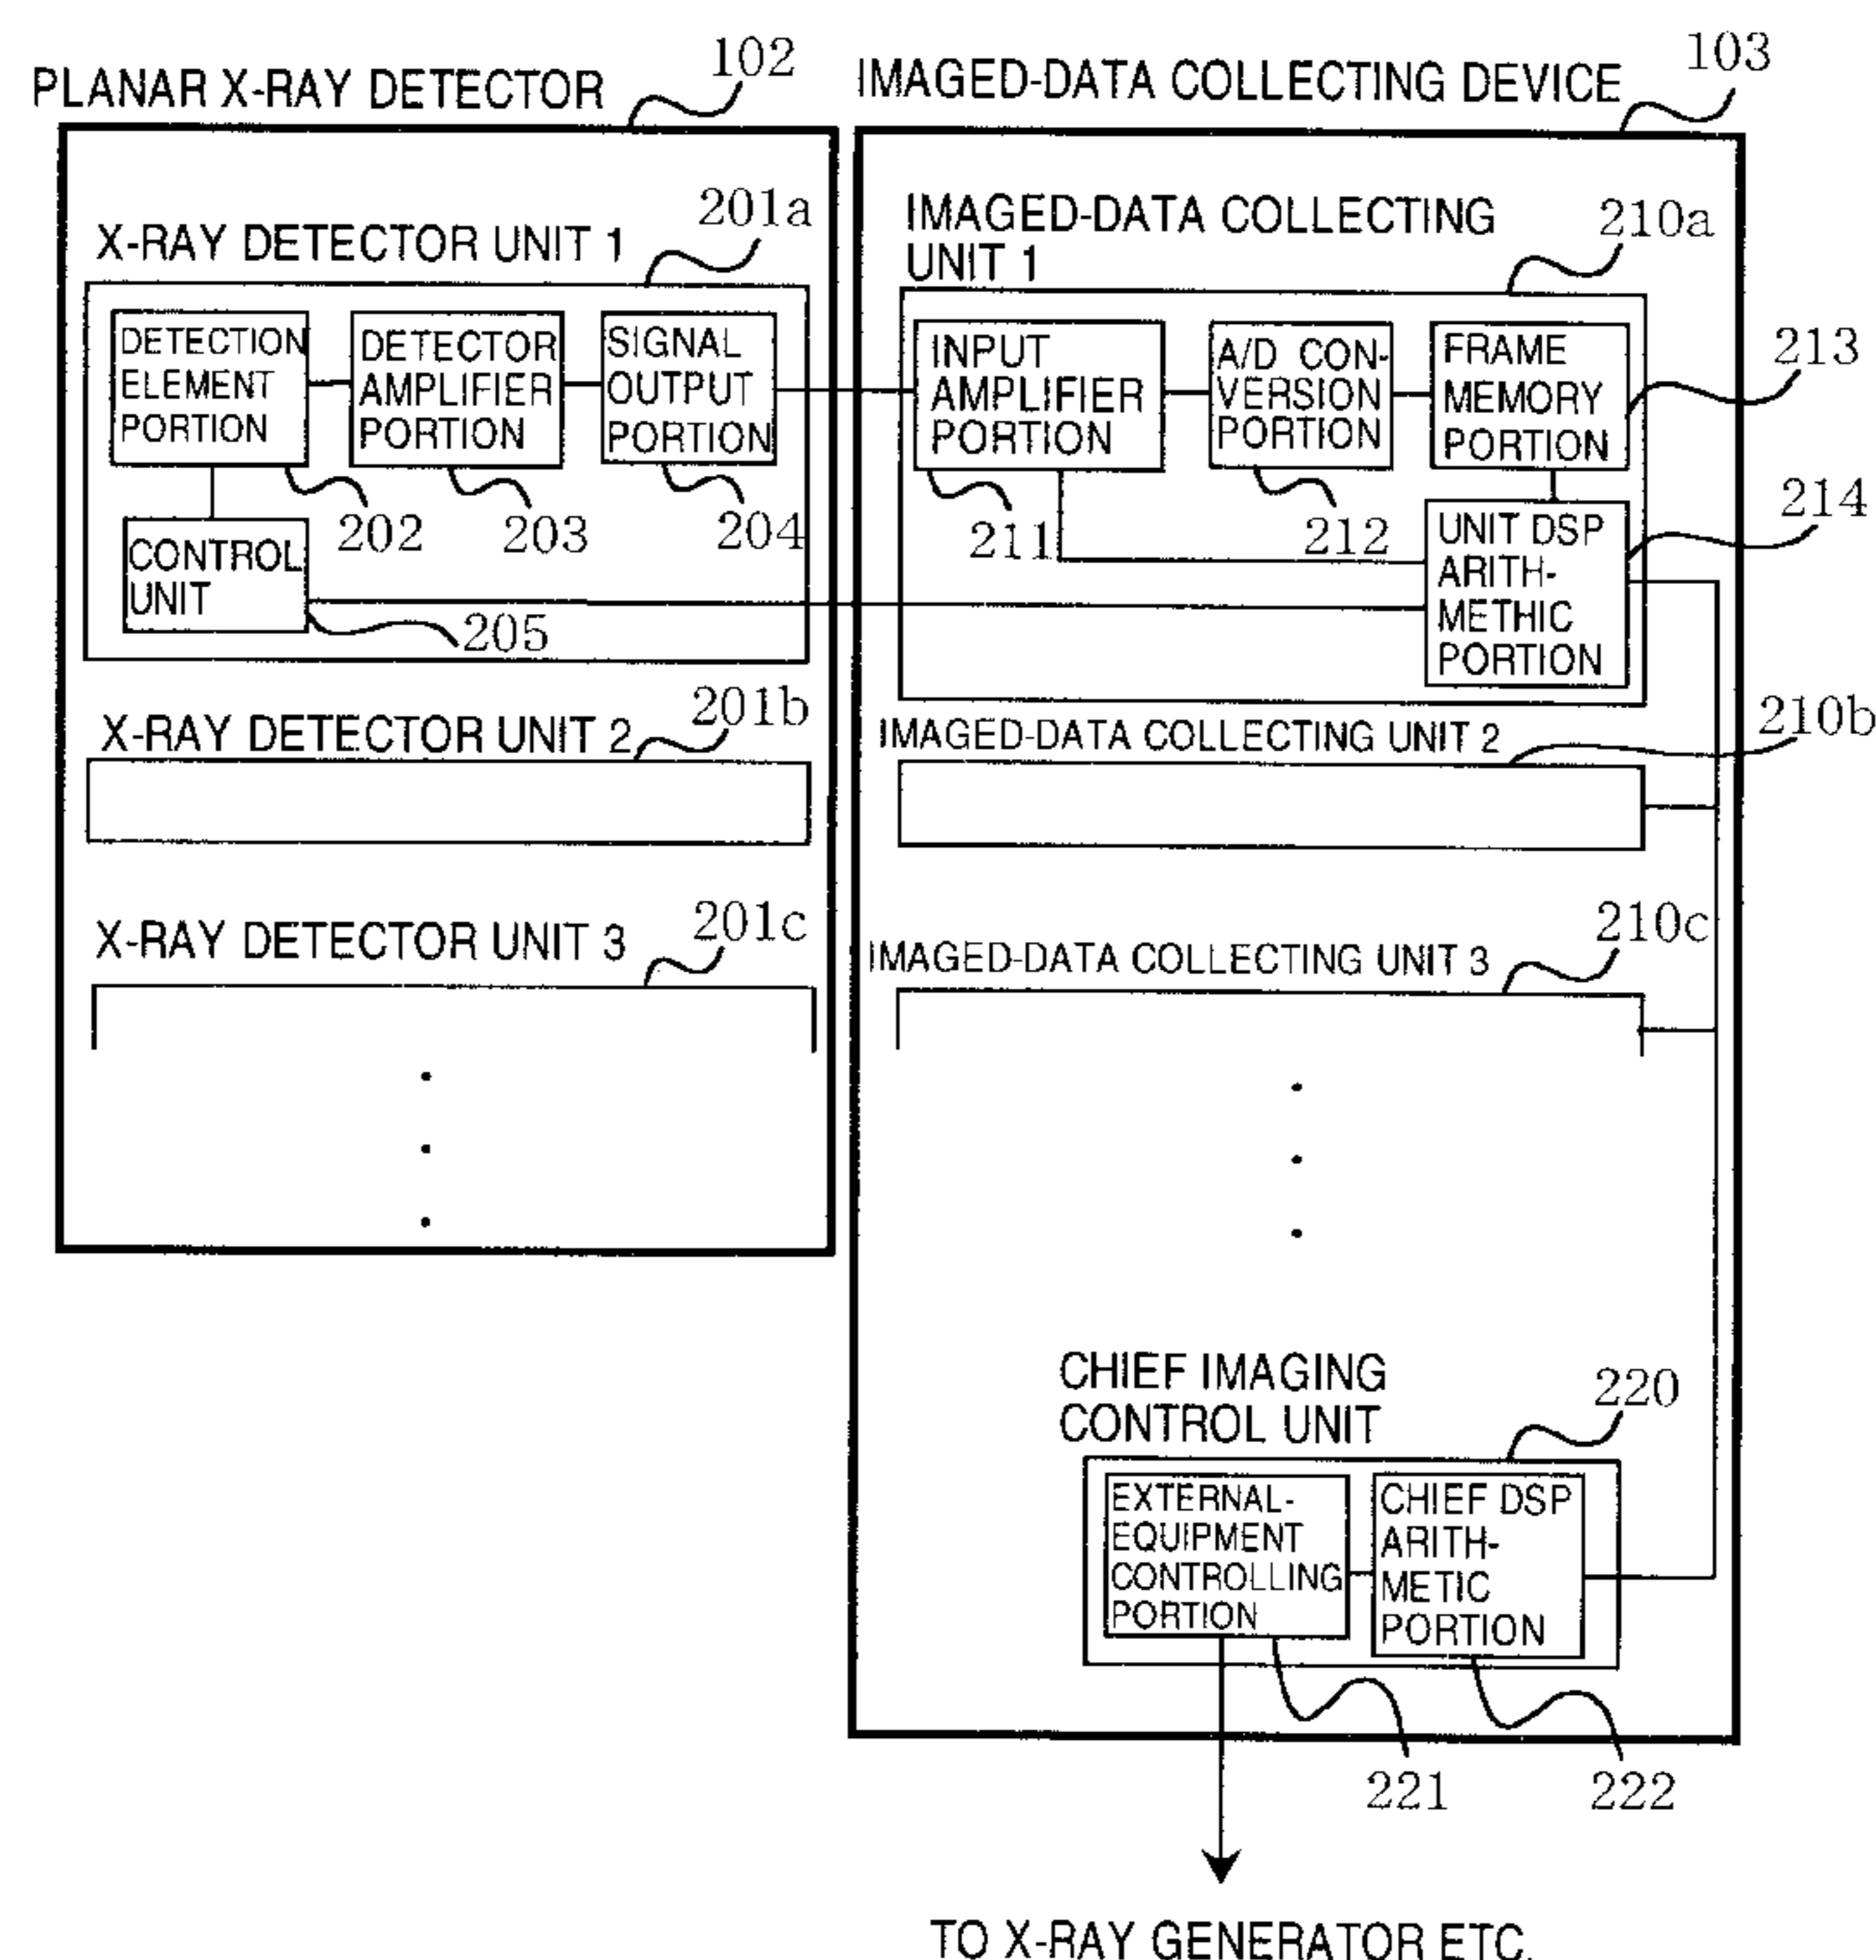 PLANAR X-RAY DETECTOR
102
IMAGED-DATA COLLECTING DEVICE
103
X-RAY DETECTOR UNIT 1
201a
DETECTION
ELEMENT
PORTION
DETECTOR
AMPLIFIER
PORTION
SIGNAL
OUTPUT
PORTION
202
203
204
CONTROL
UNIT
205
IMAGED-DATA COLLECTING
UNIT 1
210a
INPUT
AMPLIFIER
PORTION
A/D CON-
VERSION
PORTION
FRAME
MEMORY
PORTION
213
211
212
UNIT DSP
ARITH-
METHIC
PORTION
214
X-RAY DETECTOR UNIT 2
201b
IMAGED-DATA COLLECTING UNIT 2
210b
X-RAY DETECTOR UNIT 3
201c
IMAGED-DATA COLLECTING UNIT 3
210c
CHIEF IMAGING
CONTROL UNIT
220
EXTERNAL-
EQUIPMENT
CONTROLLING
PORTION
CHIEF DSP
ARITH-
METIC
PORTION
221
222
TO X-RAY GENERATOR ETC.